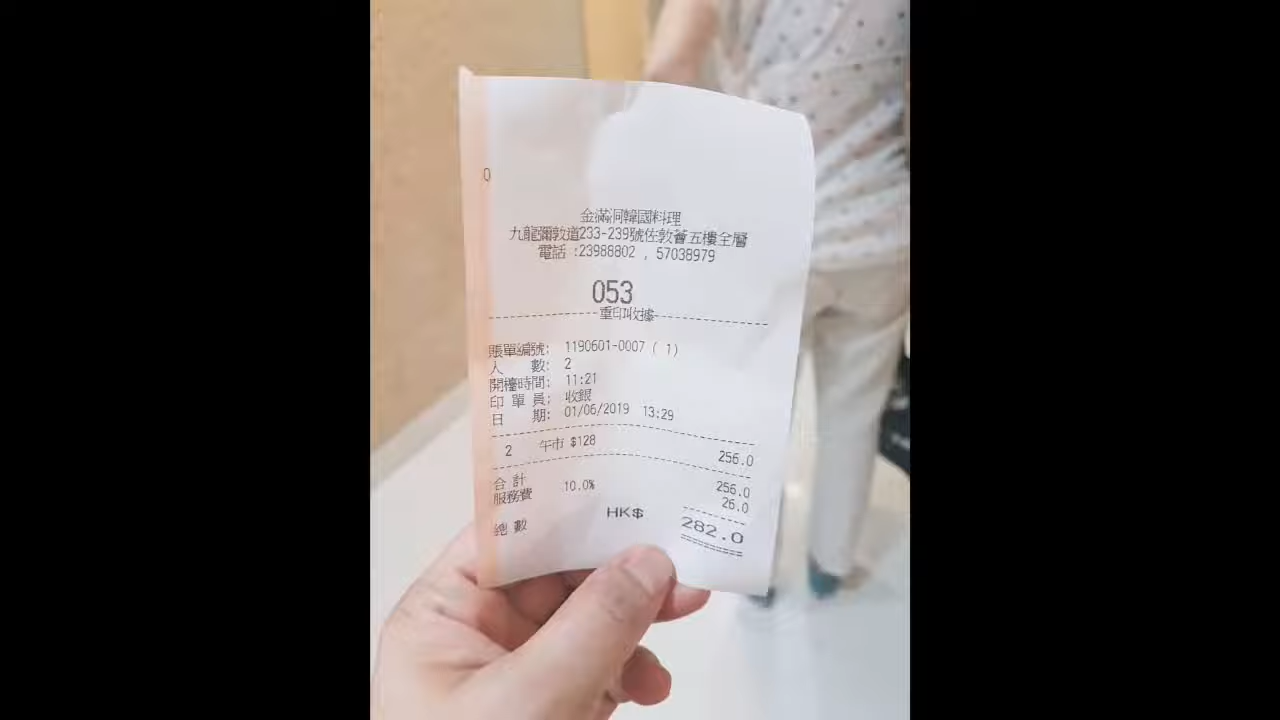 0
金滿洞韓國料理
九龍彌敦道233-239號佐敦薈五樓全層
電話 :23988802 , 57038979
053
重印收據
賬單編號: 1190601-0007 ( 1)
人 數: 2
開檯時間: 11:21
印 單 員: 收銀
日 期: 01/06/2019 13:29
2 午市 $128 256.0
合 計 256.0
服務費 10.0% 26.0
總 數 HK$ 282.0